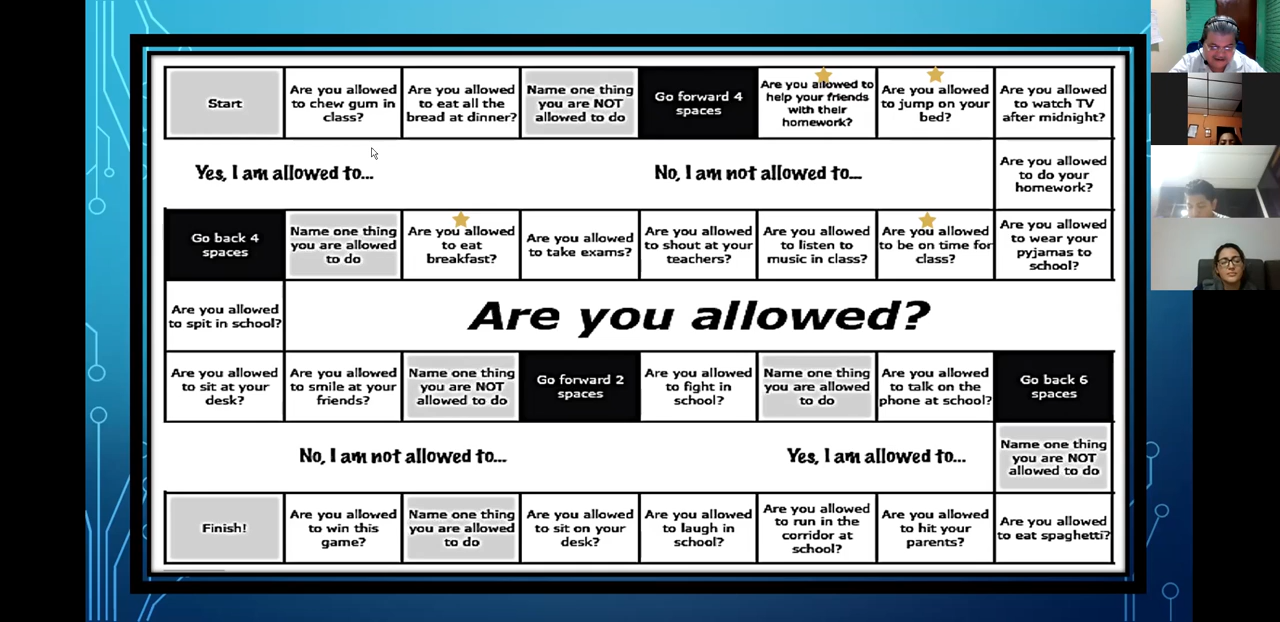 Start
Are you allowed
to chew gum in
class?
Are you allowed
to eat all the
bread at dinner?
Name one thing
you are NOT
allowed to do
Go forward 4
spaces
Are you allowed to
help your friends
with their
homework?
Are you allowed
to jump on your
bed?
Are you allowed
to watch TV
after midnight?
Yes, I am allowed to...
No, I am not allowed to...
Are you allowed
to do your
homework?
Go back 4
spaces
Name one thing
you are allowed
to do
Are you allowed
to eat
breakfast?
Are you allowed
to take exams?
Are you allowed
to shout at your
teachers?
Are you allowed
to listen to
music in class?
Are you allowed
to be on time for
class?
Are you allowed
to wear your
pyjamas to
school?
Are you allowed
to spit in school?
Are you allowed?
Are you allowed
to sit at your
desk?
Are you allowed
to smile at your
friends?
Name one thing
you are NOT
allowed to do
Go forward 2
spaces
Are you allowed
to fight in
school?
Name one thing
you are allowed
to do
Are you allowed
to talk on the
phone at school?
Go back 6
spaces
No, I am not allowed to...
Yes, I am allowed to...
Name one thing
you are NOT
allowed to do
Finish!
Are you allowed
to win this
game?
Name one thing
you are allowed
to do
Are you allowed
to sit on your
desk?
Are you allowed
to laugh in
school?
Are you allowed
to run in the
corridor at
school?
Are you allowed
to hit your
parents?
Are you allowed
to eat spaghetti?